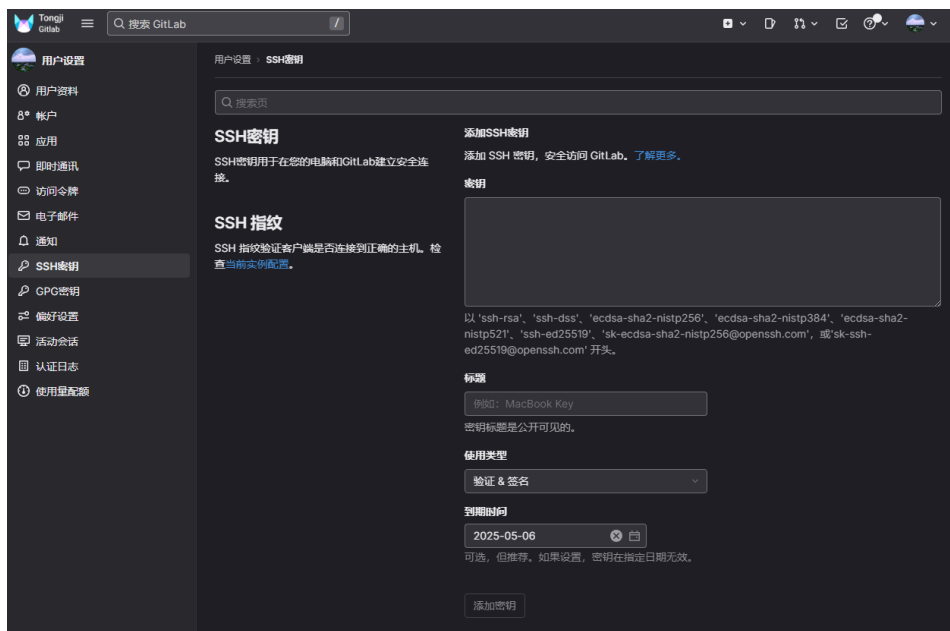 Tongji
Gitlab
搜索 GitLab
/
用户设置
用户设置 › SSH密钥
用户资料
帐户
应用
即时通讯
访问令牌
电子邮件
通知
SSH密钥
GPG密钥
偏好设置
活动会话
认证日志
使用量配额
搜索页
SSH密钥
SSH密钥用于在您的电脑和GitLab建立安全连
接。
SSH 指纹
SSH 指纹验证客户端是否连接到正确的主机。检
查当前实例配置。
添加SSH密钥
添加 SSH 密钥，安全访问 GitLab。了解更多。
密钥
以 'ssh-rsa'、'ssh-dss'、'ecdsa-sha2-nistp256'、'ecdsa-sha2-nistp384'、'ecdsa-sha2-
nistp521'、'ssh-ed25519'、'sk-ecdsa-sha2-nistp256@openssh.com'，或'sk-ssh-
ed25519@openssh.com' 开头。
标题
例如：MacBook Key
密钥标题是公开可见的。
使用类型
验证 & 签名
到期时间
2025-05-06
可选，但推荐。如果设置，密钥在指定日期无效。
添加密钥